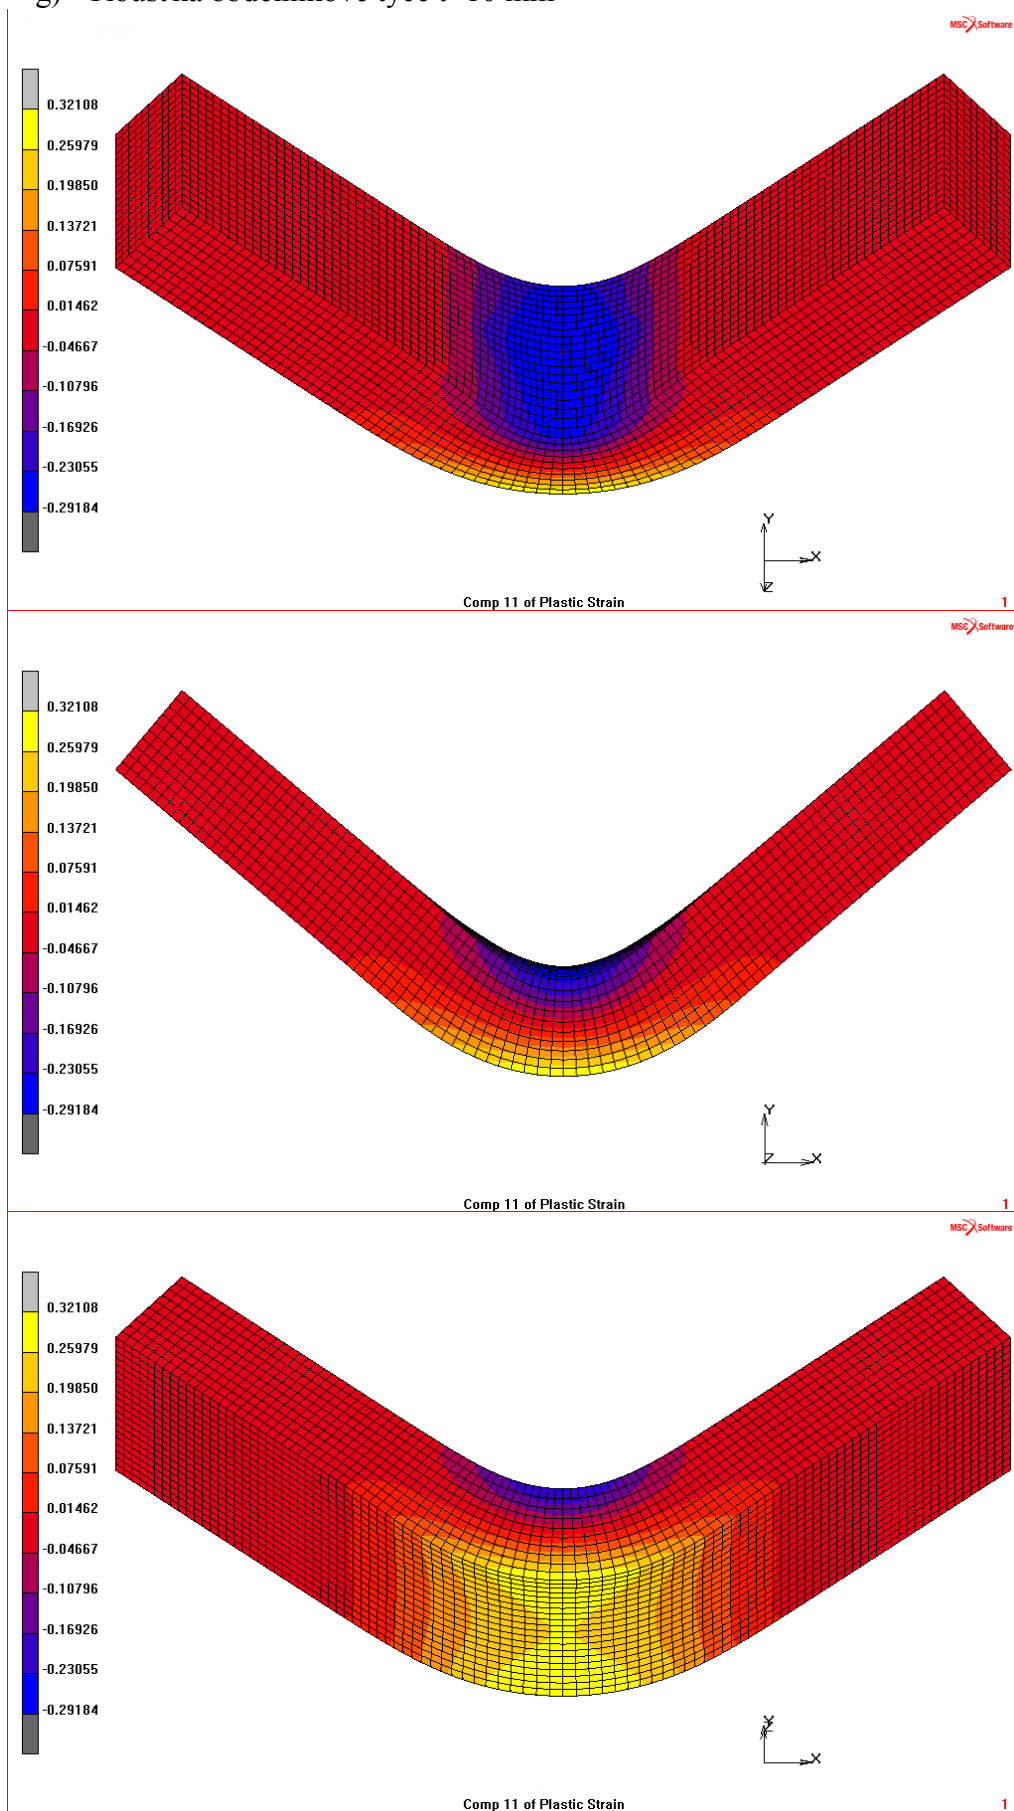 MSC Software
0.32108
0.25979
0.19850
0.13721
0.07591
0.01462
-0.04667
-0.10796
-0.16926
-0.23055
-0.29184
Y
X
Z
Comp 11 of Plastic Strain
1
MSC Software
0.32108
0.25979
0.19850
0.13721
0.07591
0.01462
-0.04667
-0.10796
-0.16926
-0.23055
-0.29184
Y
Z X
Comp 11 of Plastic Strain
1
MSC Software
0.32108
0.25979
0.19850
0.13721
0.07591
0.01462
-0.04667
-0.10796
-0.16926
-0.23055
-0.29184
Y
X
Comp 11 of Plastic Strain
1